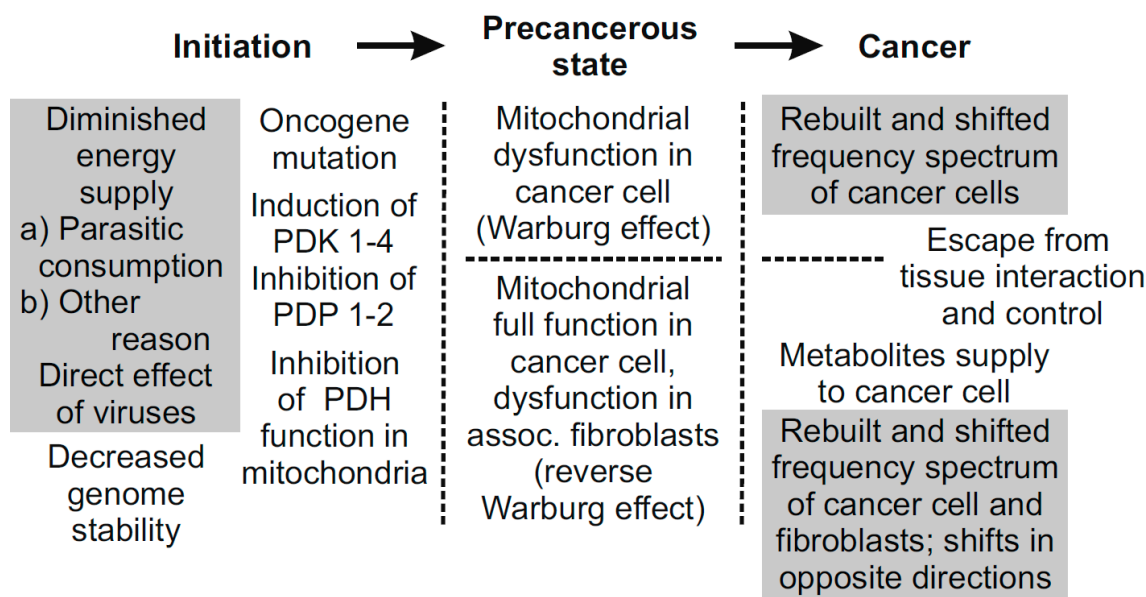 Initiation
Precancerous
state
Cancer
Diminished
energy
supply
a) Parasitic
consumption
b) Other
reason
Direct effect
of viruses
Decreased
genome
stability
Oncogene
mutation
Induction of
PDK 1-4
Inhibition of
PDP 1-2
Inhibition
of PDH
function in
mitochondria
Mitochondrial
dysfunction in
cancer cell
(Warburg effect)
Mitochondrial
full function in
cancer cell,
dysfunction in
assoc. fibroblasts
(reverse
Warburg effect)
Rebuilt and shifted
frequency spectrum
of cancer cells
Escape from
tissue interaction
and control
Metabolites supply
to cancer cell
Rebuilt and shifted
frequency spectrum
of cancer cell and
fibroblasts; shifts in
opposite directions